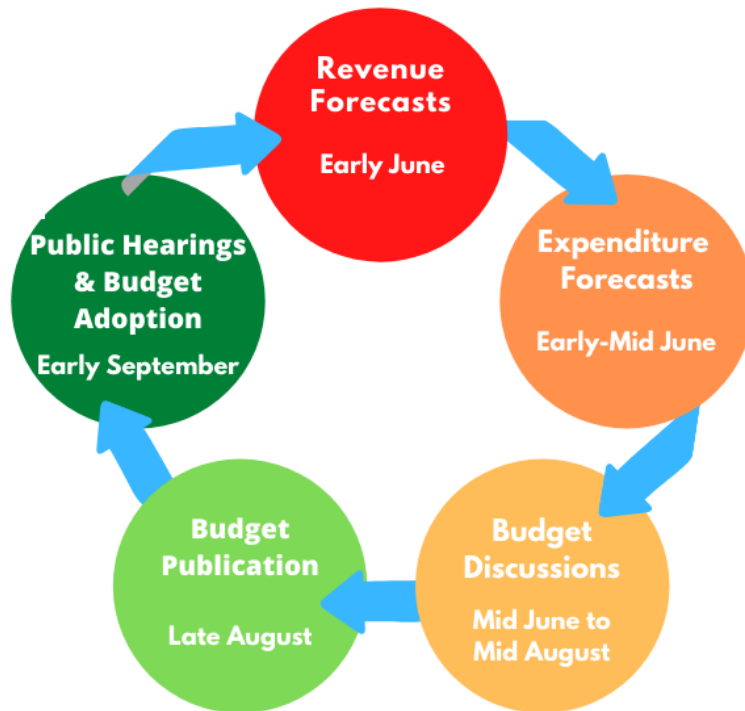 Revenue
Forecasts
Early June
Expenditure
Forecasts
Early-Mid June
Budget
Discussions
Mid June to
Mid August
Budget
Publication
Late August
Public Hearings
& Budget
Adoption
Early September